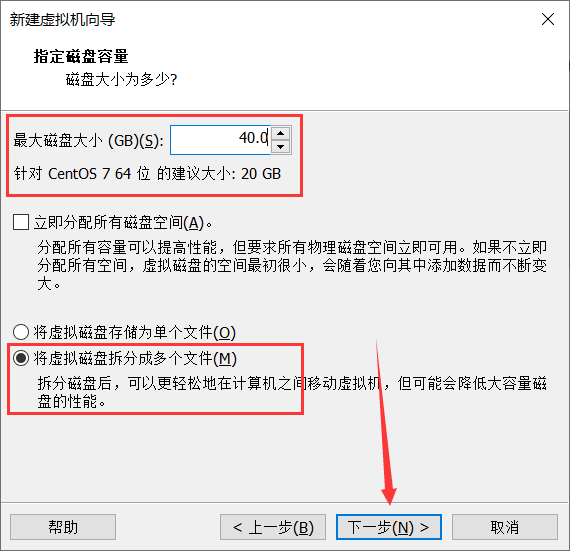 新建虚拟机向导
指定磁盘容量
磁盘大小为多少?
最大磁盘大小 (GB)(S): 40.0
针对 CentOS 7 64 位 的建议大小: 20 GB
立即分配所有磁盘空间(A)。
分配所有容量可以提高性能，但要求所有物理磁盘空间立即可用。如果不立即
分配所有空间，虚拟磁盘的空间最初很小，会随着您向其中添加数据而不断变
大。
将虚拟磁盘存储为单个文件(O)
将虚拟磁盘拆分成多个文件(M)
拆分磁盘后，可以更轻松地在计算机之间移动虚拟机，但可能会降低大容量磁
盘的性能。
帮助 < 上一步(B) 下一步(N) > 取消